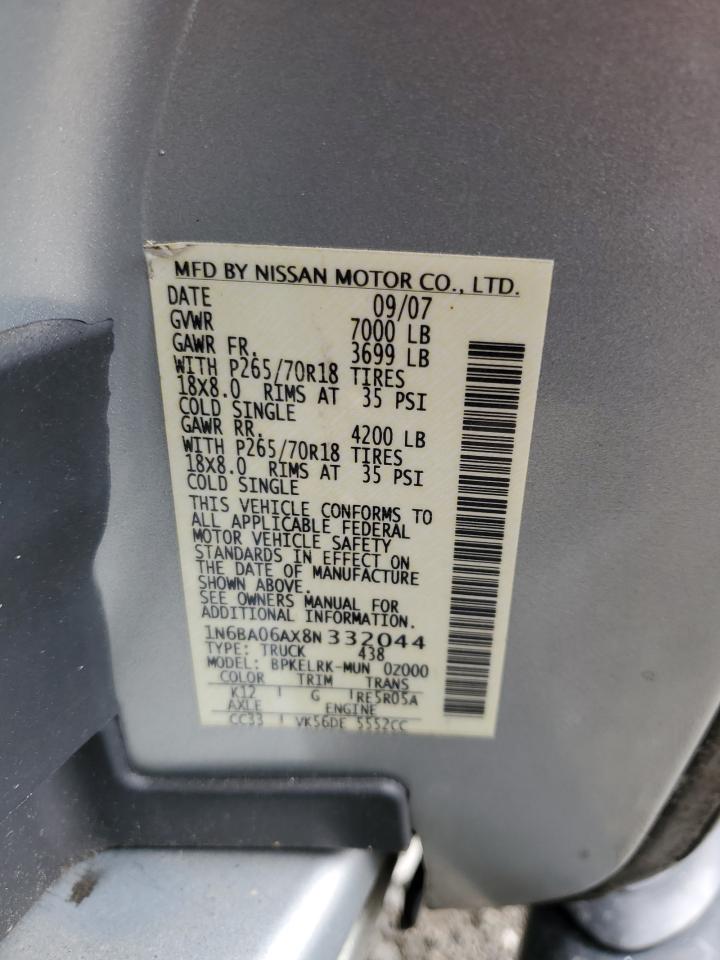 MFD BY NISSAN MOTOR CO., LTD.
DATE 09/07
GVWR 7000 LB
GAWR FR. 3699 LB
WITH P265/70R18 TIRES
18X8.0 RIMS AT 35 PSI
COLD SINGLE
GAWR RR. 4200 LB
WITH P265/70R18 TIRES
18X8.0 RIMS AT 35 PSI
COLD SINGLE
THIS VEHICLE CONFORMS TO
ALL APPLICABLE FEDERAL
MOTOR VEHICLE SAFETY
STANDARDS IN EFFECT ON
THE DATE OF MANUFACTURE
SHOWN ABOVE.
SEE OWNERS MANUAL FOR
ADDITIONAL INFORMATION.
1N6BA06AX8N332044
TYPE: TRUCK 438
MODEL: BPKELRK-MUN 0Z000
COLOR TRIM TRANS
K12 G RE5R05A
AXLE ENGINE
CC33 VK56DE 5552CC